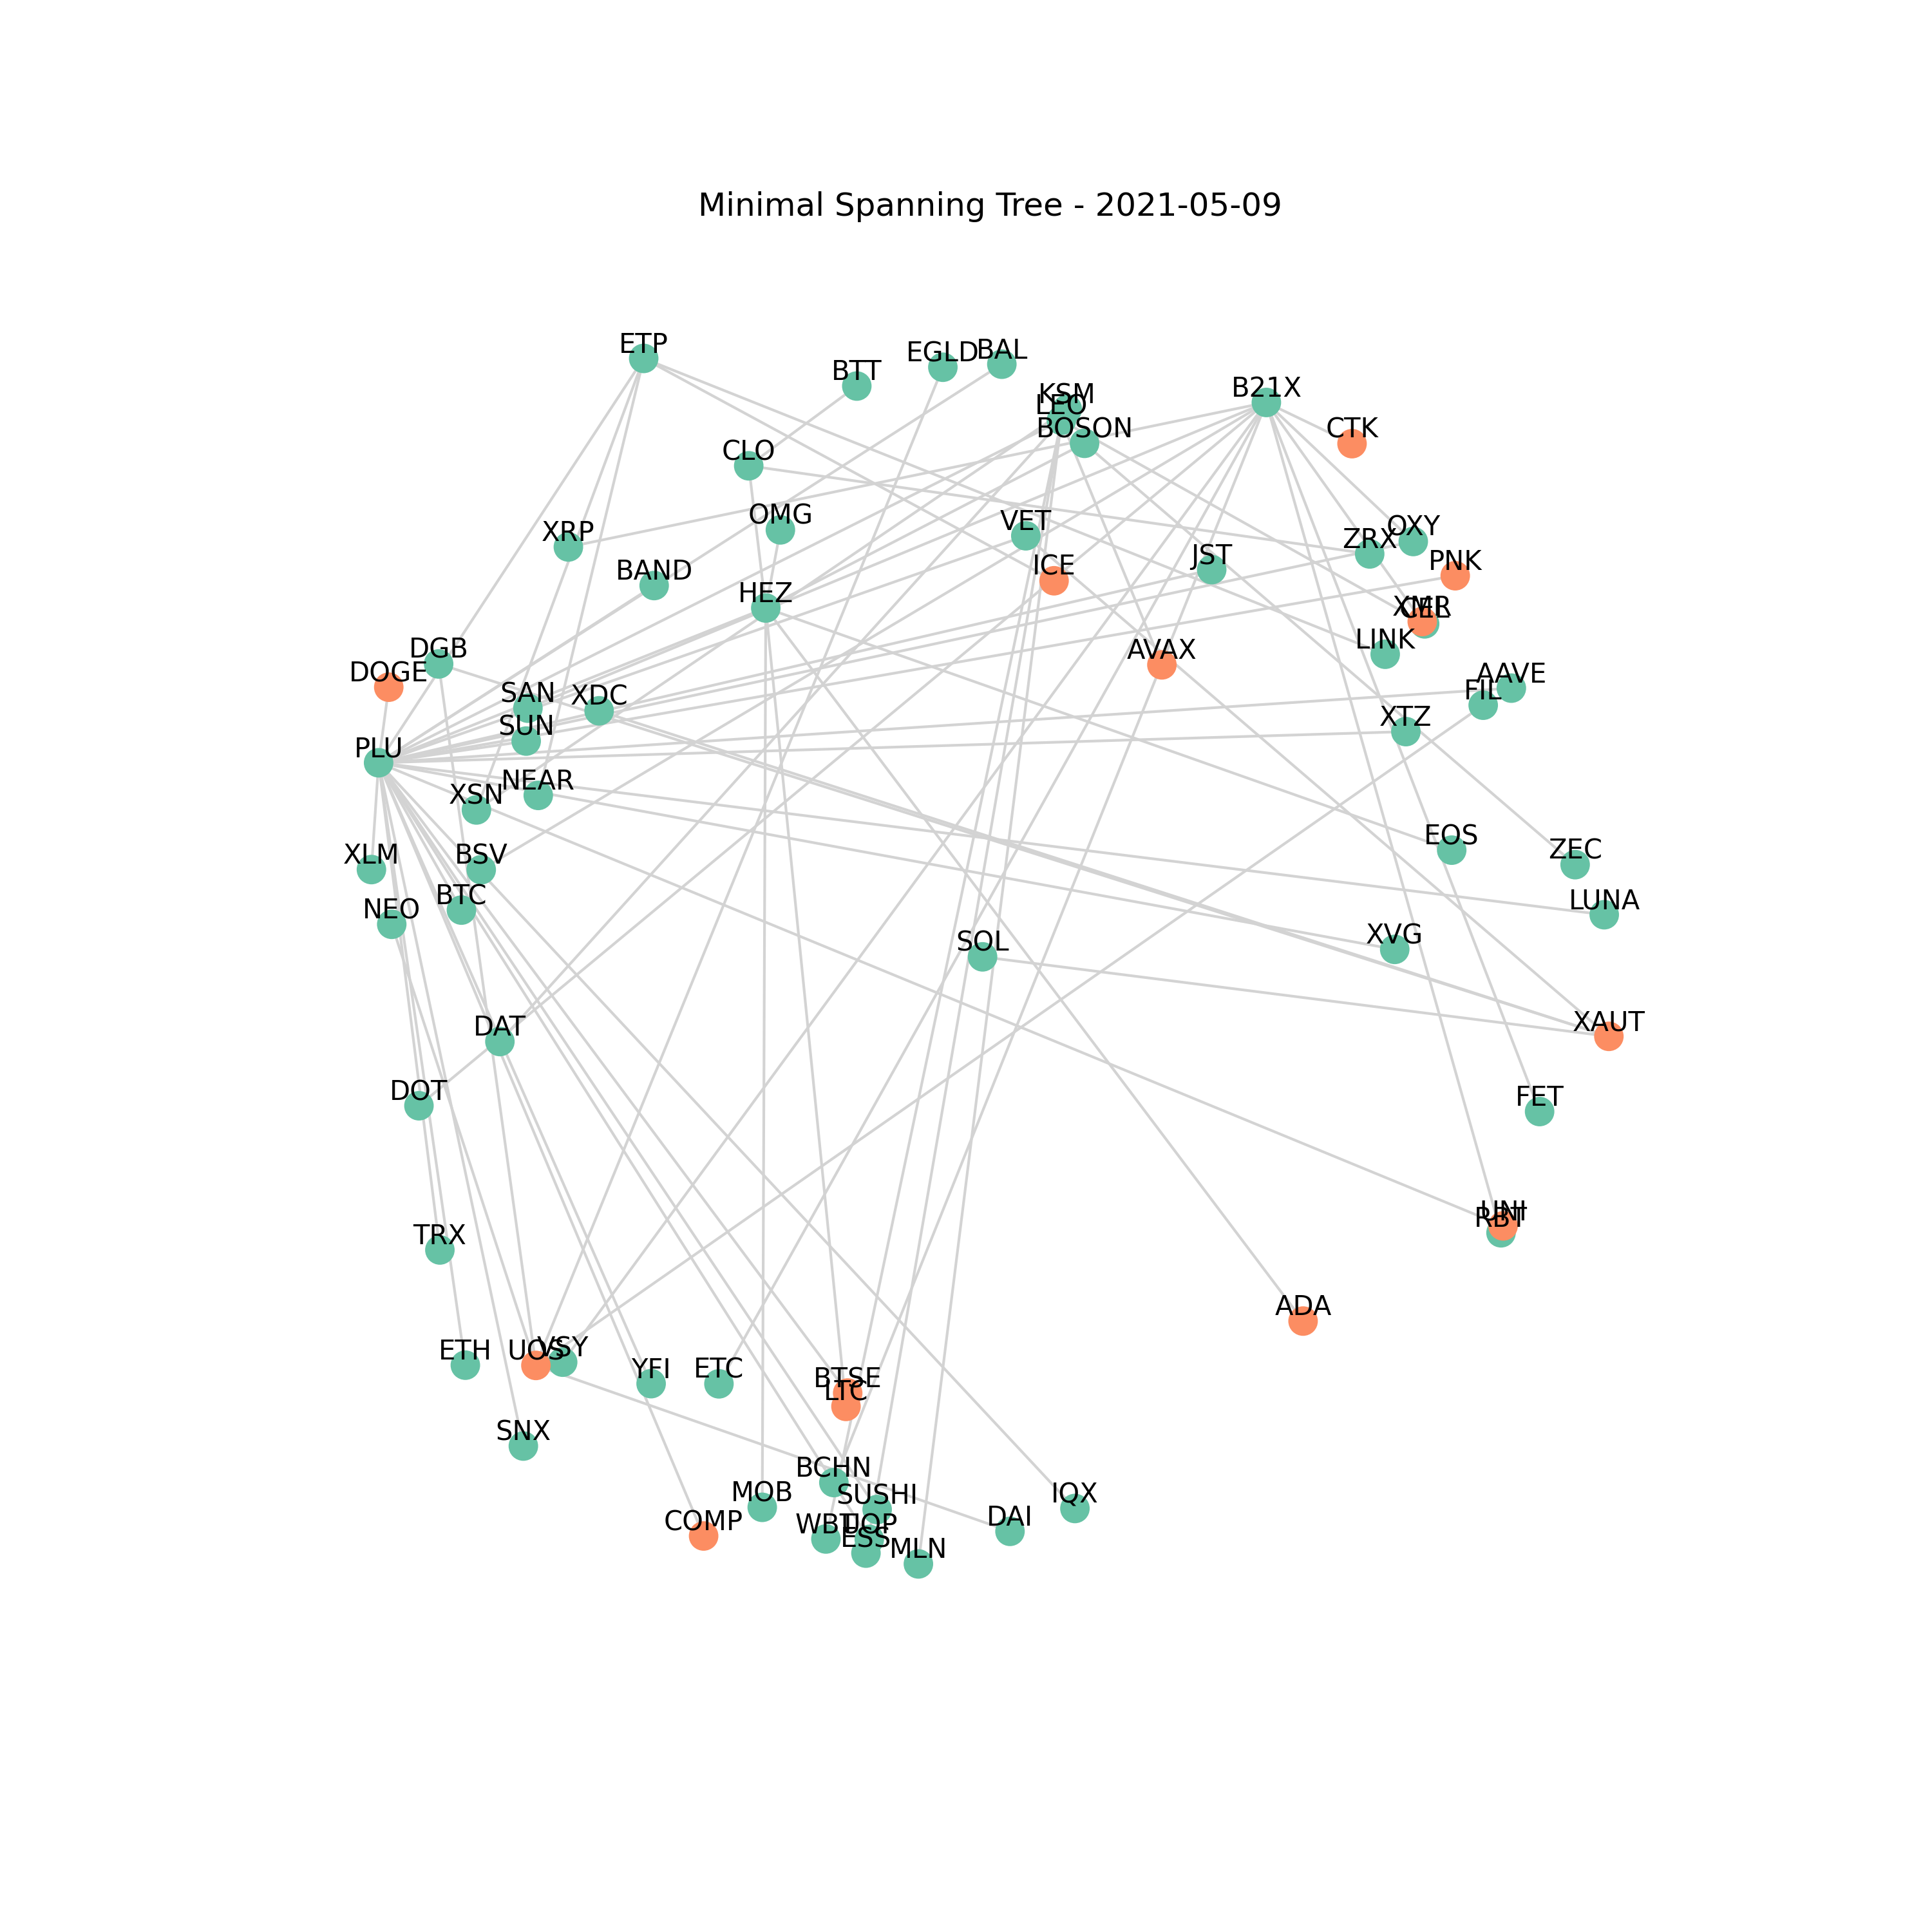 Minimal Spanning Tree - 2021-05-09
ETP
BTT
EGLD
BAL
KSM
LEO
B21X
BOSON
CTK
CLO
OMG
XRP
VET
OXY
ZRX
JST
PNK
ICE
BAND
HEZ
XMR
CEL
LINK
DGB
AVAX
DOGE
AAVE
FIL
SAN
XDC
XTZ
SUN
PLU
NEAR
XSN
EOS
ZEC
XLM
BSV
BTC
LUNA
NEO
XVG
SOL
XAUT
DAT
DOT
FET
UNI
RBT
TRX
ADA
ETH
UOS
VSY
YFI
ETC
BTSE
LTC
SNX
BCHN
MOB
SUSHI
IQX
COMP
WBT
UOP
DAI
ESS
MLN